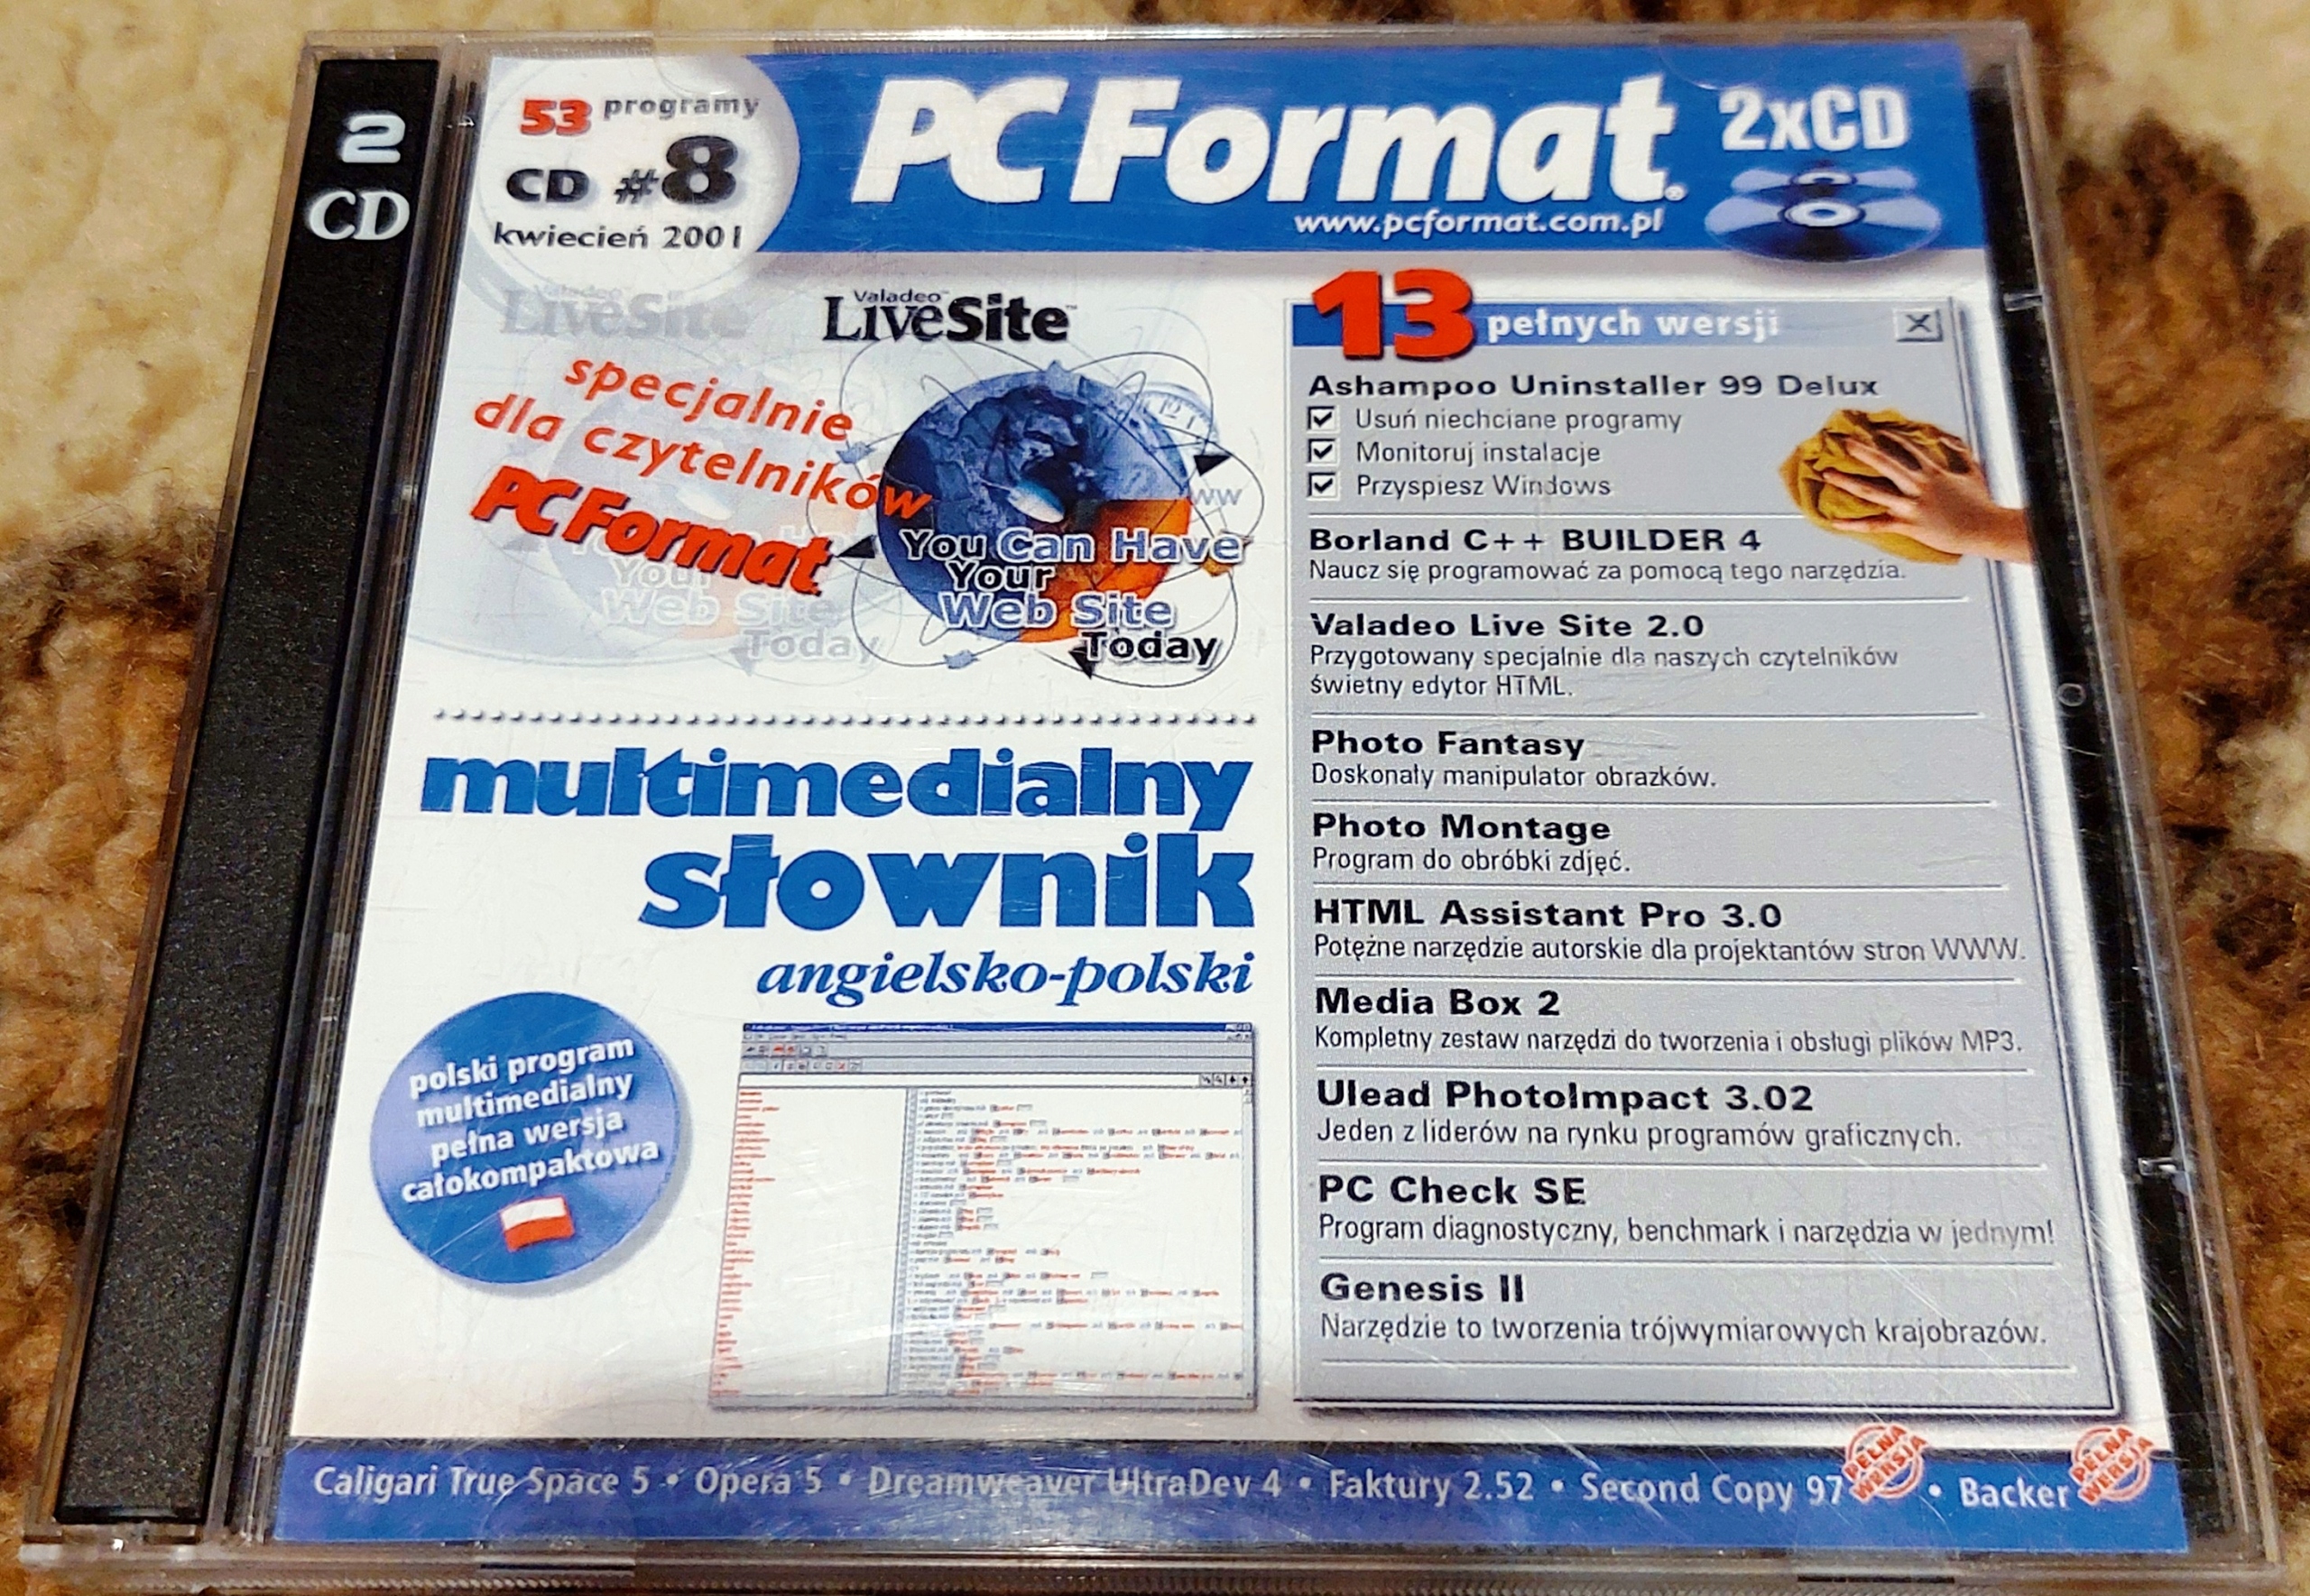 2
CD
53 programy
CD #8
kwiecień 2001
PC Format®
www.pcformat.com.pl
2xCD
Valadeo™
LiveSite
Valadeo™
LiveSite™
specjalnie
dla czytelników
PC Format
You Can Have
Your
Web Site
Today
Your
Web Site
Today
multimedialny
słownik
angielsko-polski
polski program
multimedialny
pełna wersja
całokompaktowa
13 pełnych wersji
Ashampoo Uninstaller 99 Delux
Usuń niechciane programy
Monitoruj instalacje
Przyspiesz Windows
Borland C++ BUILDER 4
Naucz się programować za pomocą tego narzędzia.
Valadeo Live Site 2.0
Przygotowany specjalnie dla naszych czytelników
świetny edytor HTML.
Photo Fantasy
Doskonały manipulator obrazków.
Photo Montage
Program do obróbki zdjęć.
HTML Assistant Pro 3.0
Potężne narzędzie autorskie dla projektantów stron WWW.
Media Box 2
Kompletny zestaw narzędzi do tworzenia i obsługi plików MP3.
Ulead PhotoImpact 3.02
Jeden z liderów na rynku programów graficznych.
PC Check SE
Program diagnostyczny, benchmark i narzędzia w jednym!
Genesis II
Narzędzie to tworzenia trójwymiarowych krajobrazów.
Caligari True Space 5 • Opera 5 • Dreamweaver UltraDev 4 • Faktury 2.52 • Second Copy 97 PEŁNA WERSJA • Backer PEŁNA WERSJA